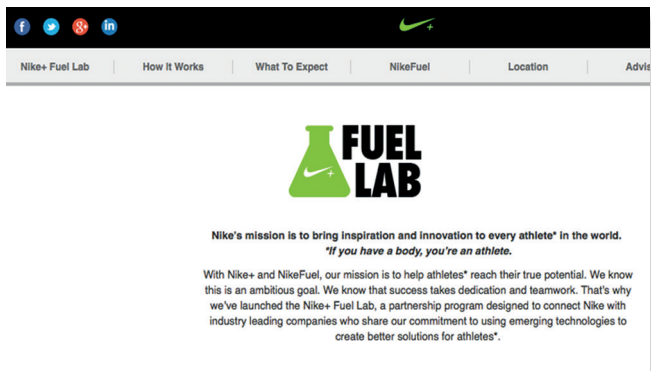 Nike+ Fuel Lab How It Works What To Expect NikeFuel Location Advis
FUEL
LAB
Nike's mission is to bring inspiration and innovation to every athlete* in the world.
*If you have a body, you're an athlete.
With Nike+ and NikeFuel, our mission is to help athletes* reach their true potential. We know
this is an ambitious goal. We know that success takes dedication and teamwork. That's why
we've launched the Nike+ Fuel Lab, a partnership program designed to connect Nike with
industry leading companies who share our commitment to using emerging technologies to
create better solutions for athletes*.